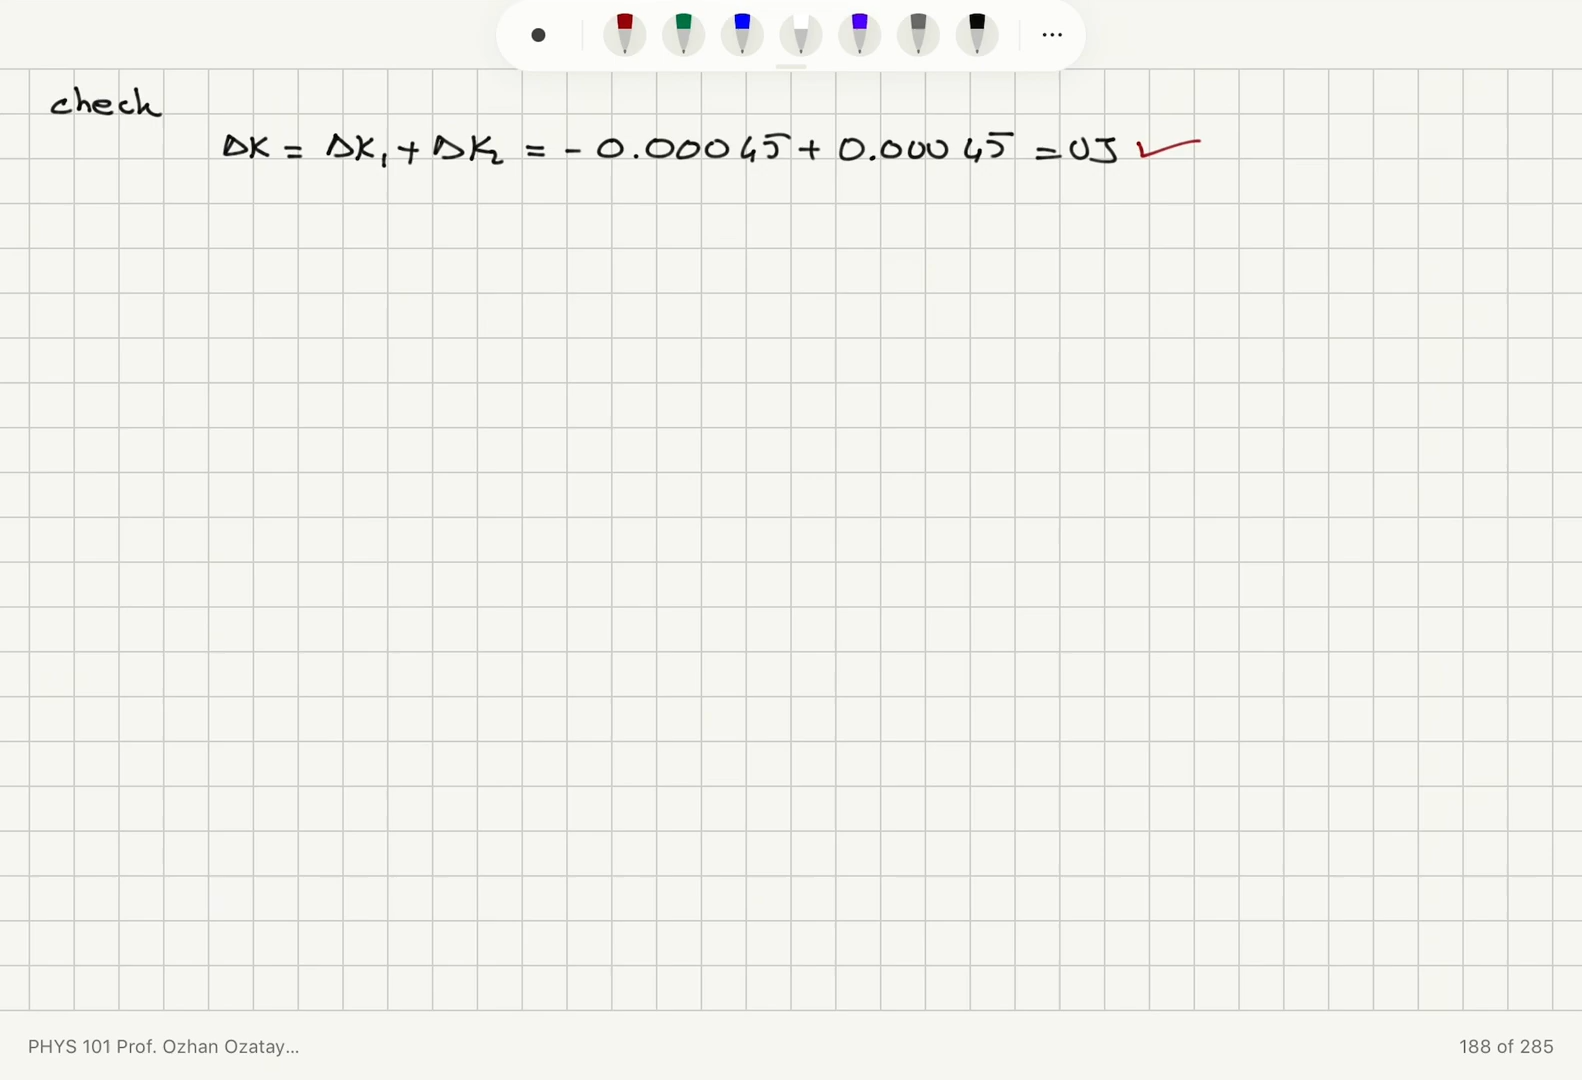 check
ΔK = ΔK₁ + ΔK₂ = - 0.00045 + 0.00045 = 0J ✓
PHYS 101 Prof. Ozhan Ozatay...
188 of 285